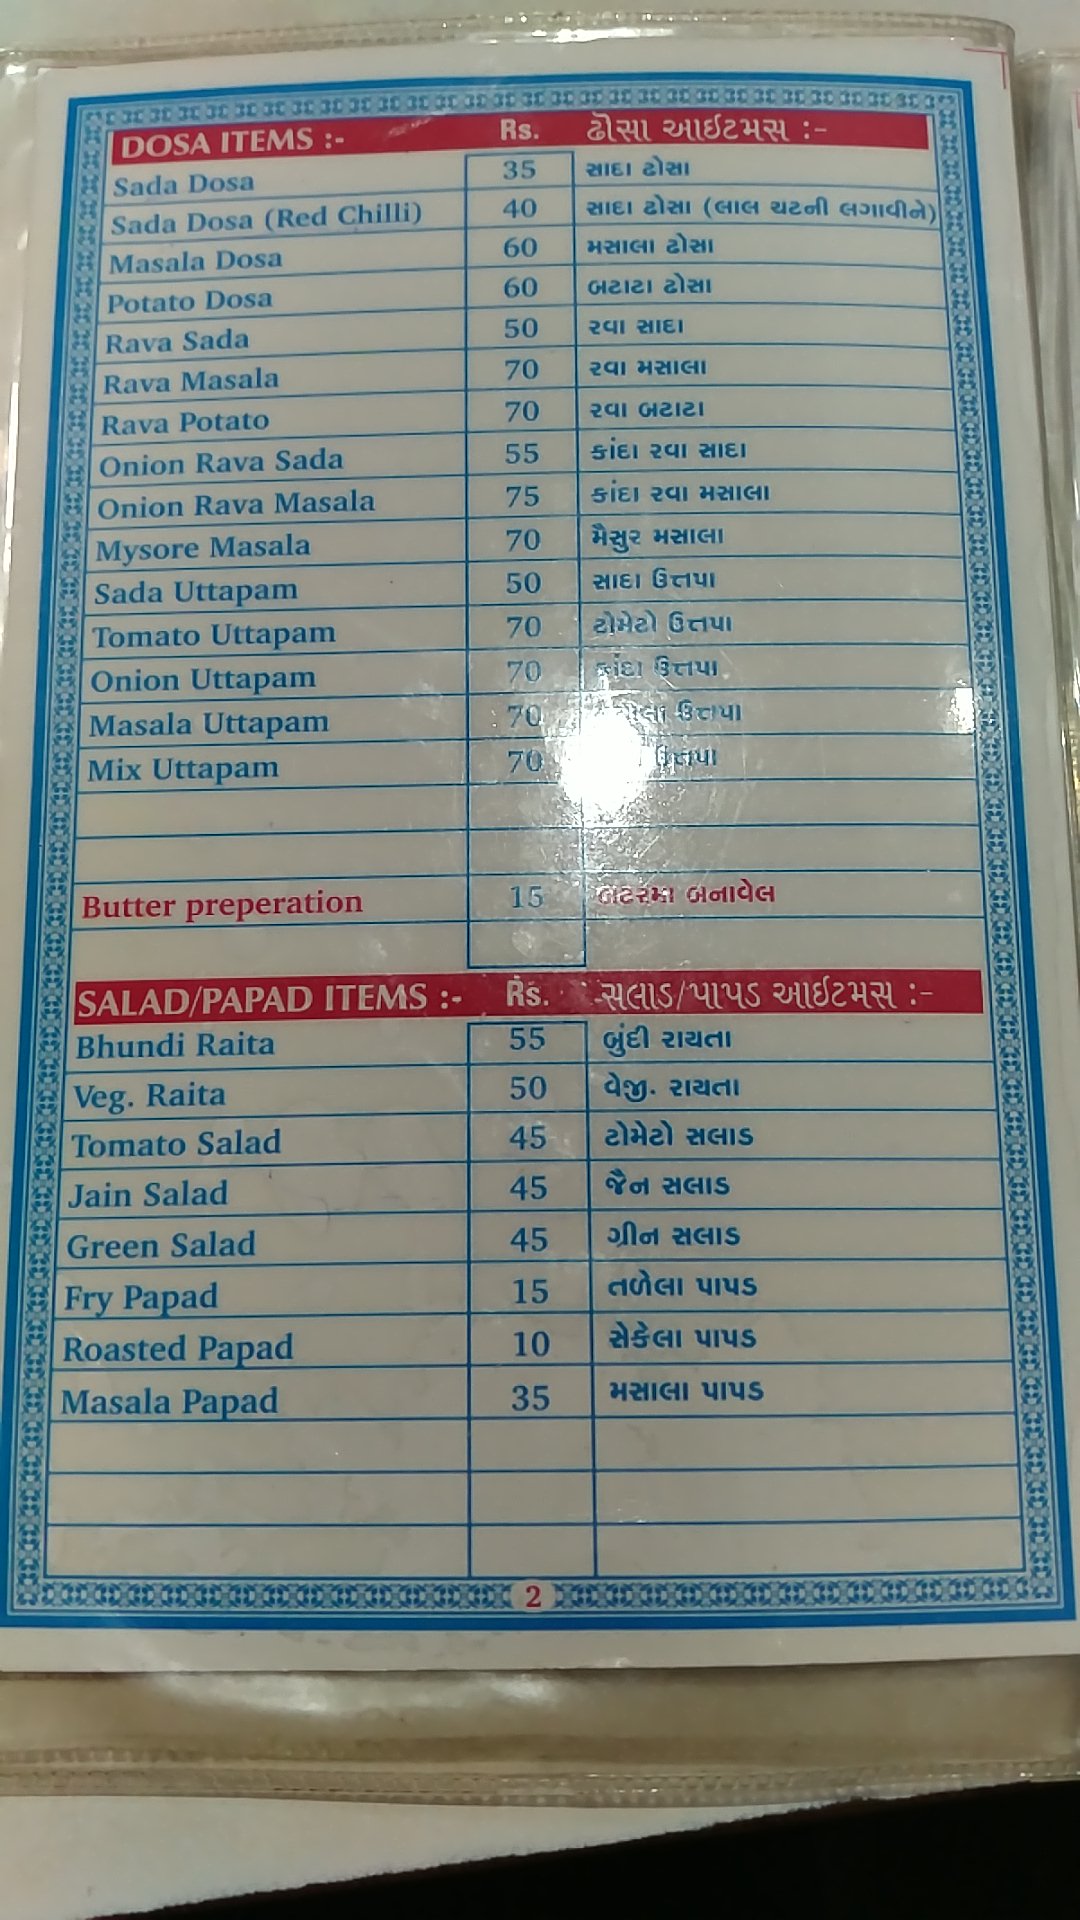 DOSA ITEMS :- Rs. ઢોસા આઈટમસ :-
Sada Dosa 35 સાદા ઢોસા
Sada Dosa (Red Chilli) 40 સાદા ઢોસા (લાલ ચટની લગાવીને)
Masala Dosa 60 મસાલા ઢોસા
Potato Dosa 60 બટાટા ઢોસા
Rava Sada 50 રવા સાદા
Rava Masala 70 રવા મસાલા
Rava Potato 70 રવા બટાટા
Onion Rava Sada 55 કાંદા રવા સાદા
Onion Rava Masala 75 કાંદા રવા મસાલા
Mysore Masala 70 મૈસુર મસાલા
Sada Uttapam 50 સાદા ઉત્તપા
Tomato Uttapam 70 ટોમેટો ઉત્તપા
Onion Uttapam 70 કાંદા ઉત્તપા
Masala Uttapam 70 ઉત્તપા
Mix Uttapam 70 ઉત્તપા
Butter preperation 15 બટરમા બનાવેલ
SALAD/PAPAD ITEMS :- Rs. સલાડ/પાપડ આઈટમસ :-
Bhundi Raita 55 બુંદી રાયતા
Veg. Raita 50 વેજી. રાયતા
Tomato Salad 45 ટોમેટો સલાડ
Jain Salad 45 જૈન સલાડ
Green Salad 45 ગ્રીન સલાડ
Fry Papad 15 તળેલા પાપડ
Roasted Papad 10 સેકેલા પાપડ
Masala Papad 35 મસાલા પાપડ
2